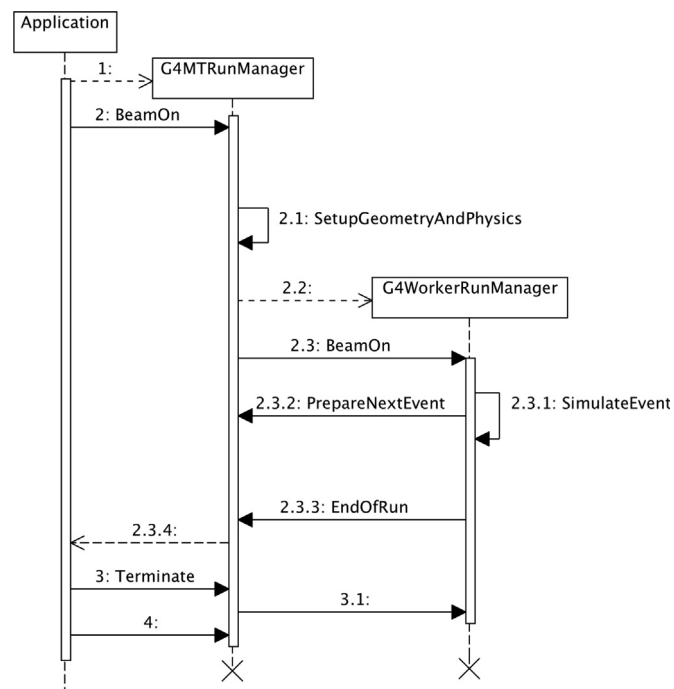 Application
1:
G4MTRunManager
2: BeamOn
2.1: SetupGeometryAndPhysics
2.2:
G4WorkerRunManager
2.3: BeamOn
2.3.2: PrepareNextEvent
2.3.1: SimulateEvent
2.3.3: EndOfRun
2.3.4:
3: Terminate
3.1:
4: